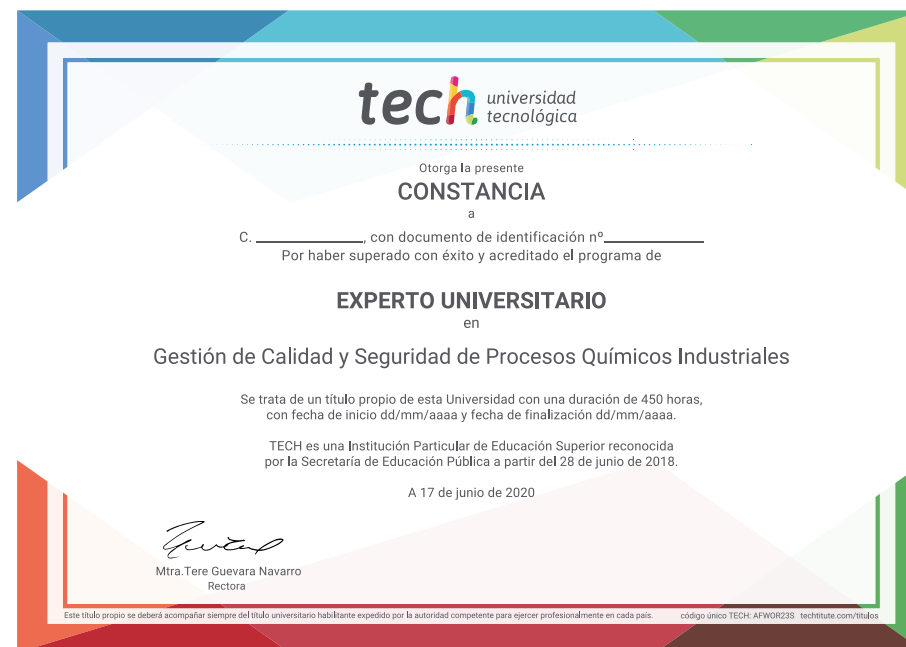 tech universidad
tecnológica
Otorga la presente
CONSTANCIA
a
C. ____________, con documento de identificación nº____________
Por haber superado con éxito y acreditado el programa de
EXPERTO UNIVERSITARIO
en
Gestión de Calidad y Seguridad de Procesos Químicos Industriales
Se trata de un título propio de esta Universidad con una duración de 450 horas,
con fecha de inicio dd/mm/aaaa y fecha de finalización dd/mm/aaaa.
TECH es una Institución Particular de Educación Superior reconocida
por la Secretaría de Educación Pública a partir del 28 de junio de 2018.
A 17 de junio de 2020
Mtra.Tere Guevara Navarro
Rectora
Este título propio se deberá acompañar siempre del título universitario habilitante expedido por la autoridad competente para ejercer profesionalmente en cada país. código único TECH: AFWOR23S techtitute.com/titulos